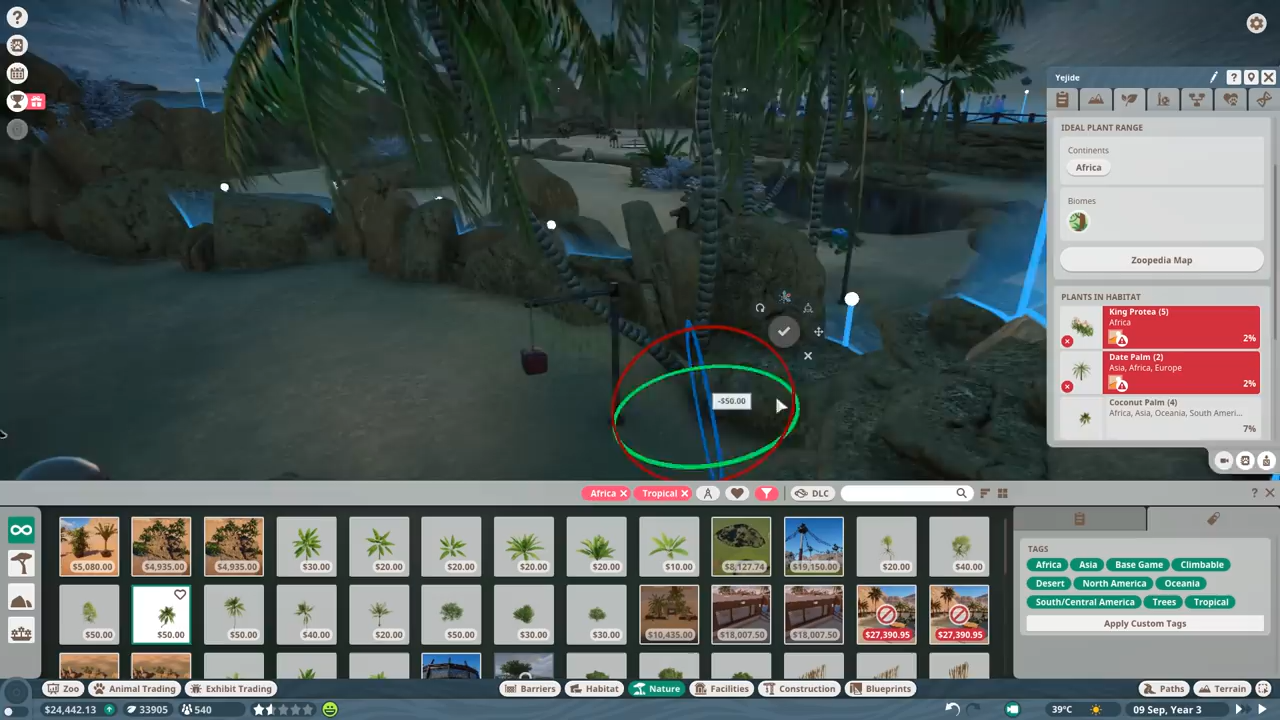 Yejide
?
IDEAL PLANT RANGE
Continents
Africa
Biomes
Zoopedia Map
PLANTS IN HABITAT
King Protea (5)
Africa
2%
Date Palm (2)
Asia, Africa, Europe
2%
Coconut Palm (4)
Africa, Asia, Oceania, South Ameri...
7%
-$50.00
Africa ✕ Tropical ✕ DLC
$5,080.00 $4,935.00 $4,935.00 $30.00 $20.00 $20.00 $20.00 $20.00 $10.00 $8,127.74 $19,150.00 $20.00 $40.00
$50.00 $50.00 $50.00 $40.00 $20.00 $50.00 $30.00 $30.00 $10,435.00 $18,007.50 $18,007.50 $27,390.95 $27,390.95
TAGS
Africa Asia Base Game Climbable
Desert North America Oceania
South/Central America Trees Tropical
Apply Custom Tags
Zoo Animal Trading Exhibit Trading Barriers Habitat Nature Facilities Construction Blueprints Paths Terrain
$24,442.13 33905 540 39°C 09 Sep, Year 3